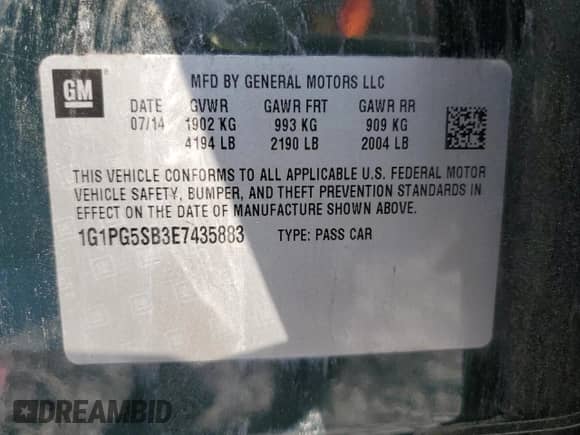 GM
MFD BY GENERAL MOTORS LLC
DATE GVWR GAWR FRT GAWR RR
07/14 1902 KG 993 KG 909 KG
4194 LB 2190 LB 2004 LB
THIS VEHICLE CONFORMS TO ALL APPLICABLE U.S. FEDERAL MOTOR
VEHICLE SAFETY, BUMPER, AND THEFT PREVENTION STANDARDS IN
EFFECT ON THE DATE OF MANUFACTURE SHOWN ABOVE.
1G1PG5SB3E7435883 TYPE: PASS CAR
DREAMBID